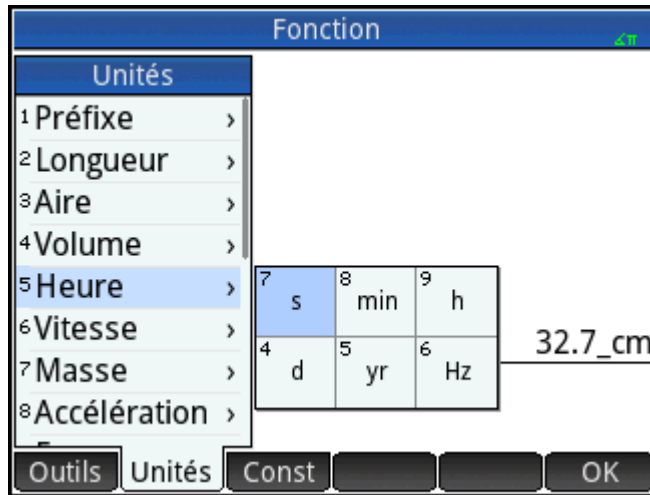 Fonction
∡π
Unités
1 Préfixe ›
2 Longueur ›
3 Aire ›
4 Volume ›
5 Heure ›
6 Vitesse ›
7 Masse ›
8 Accélération ›
7 s 8 min 9 h
4 d 5 yr 6 Hz
32.7_cm
Outils Unités Const OK